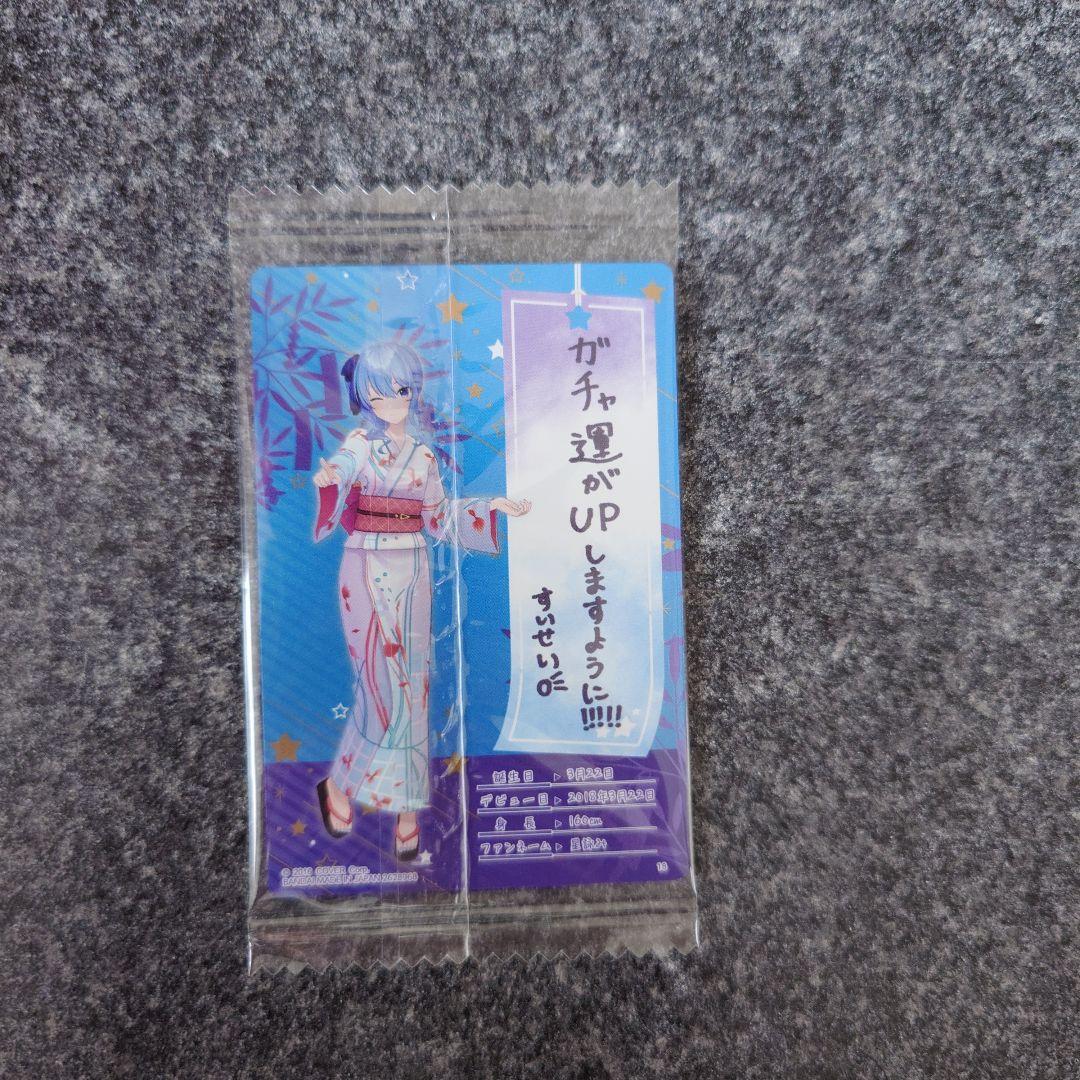 ガチャ運がUPしますように!!!!!
すいせい
誕生日 ▷ 3月22日
デビュー日 ▷ 2018年3月22日
身長 ▷ 160cm
ファンネーム ▷ 星詠み
18
© 2016 COVER Corp.
BANDAI MADE IN JAPAN 2628968